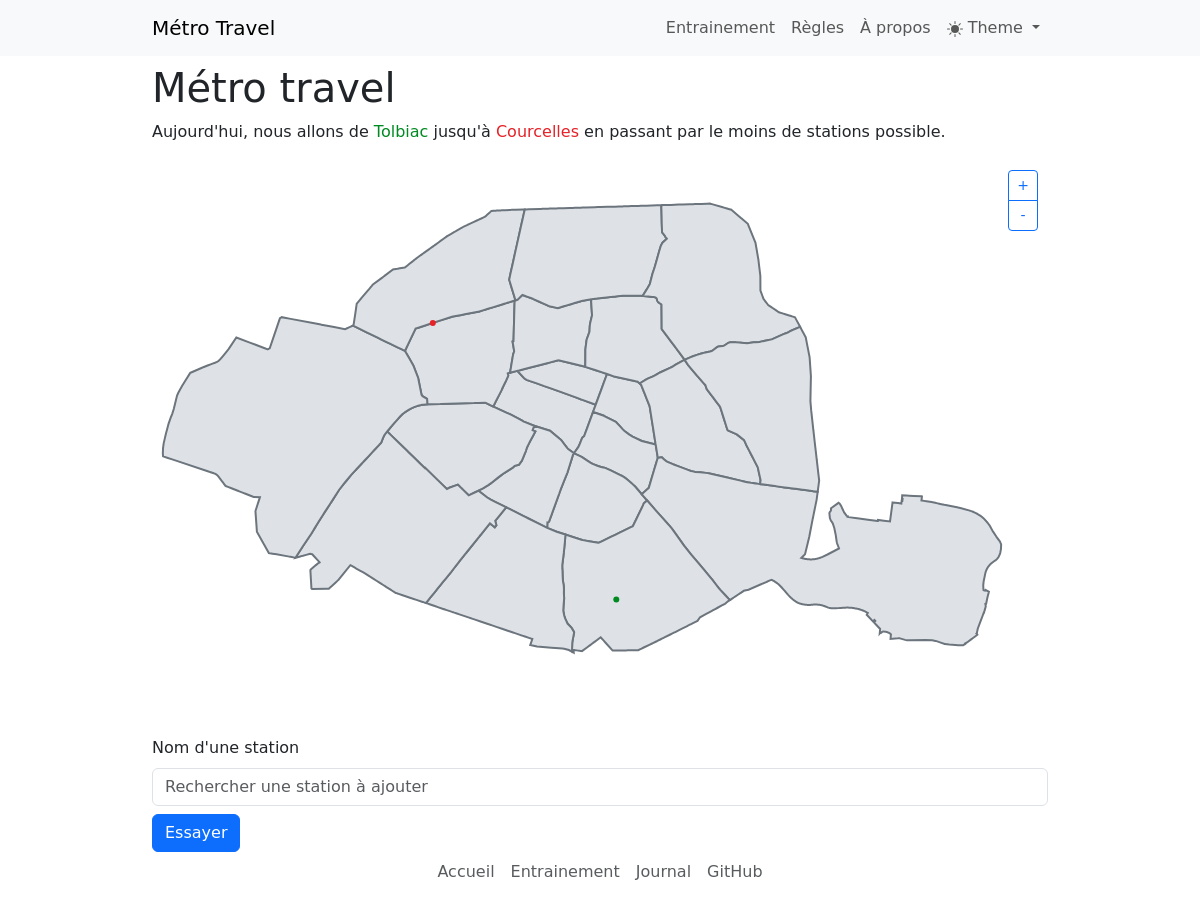 Métro Travel
Entrainement Règles À propos Theme
Métro travel
Aujourd'hui, nous allons de Tolbiac jusqu'à Courcelles en passant par le moins de stations possible.
+
-
Nom d'une station
Rechercher une station à ajouter
Essayer
Accueil Entrainement Journal GitHub